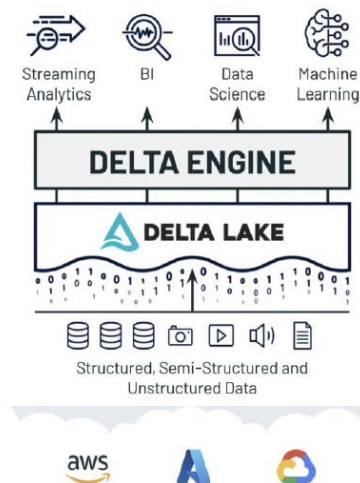 Streaming
Analytics
BI
Data
Science
Machine
Learning
DELTA ENGINE
DELTA LAKE
Structured, Semi-Structured and
Unstructured Data
aws